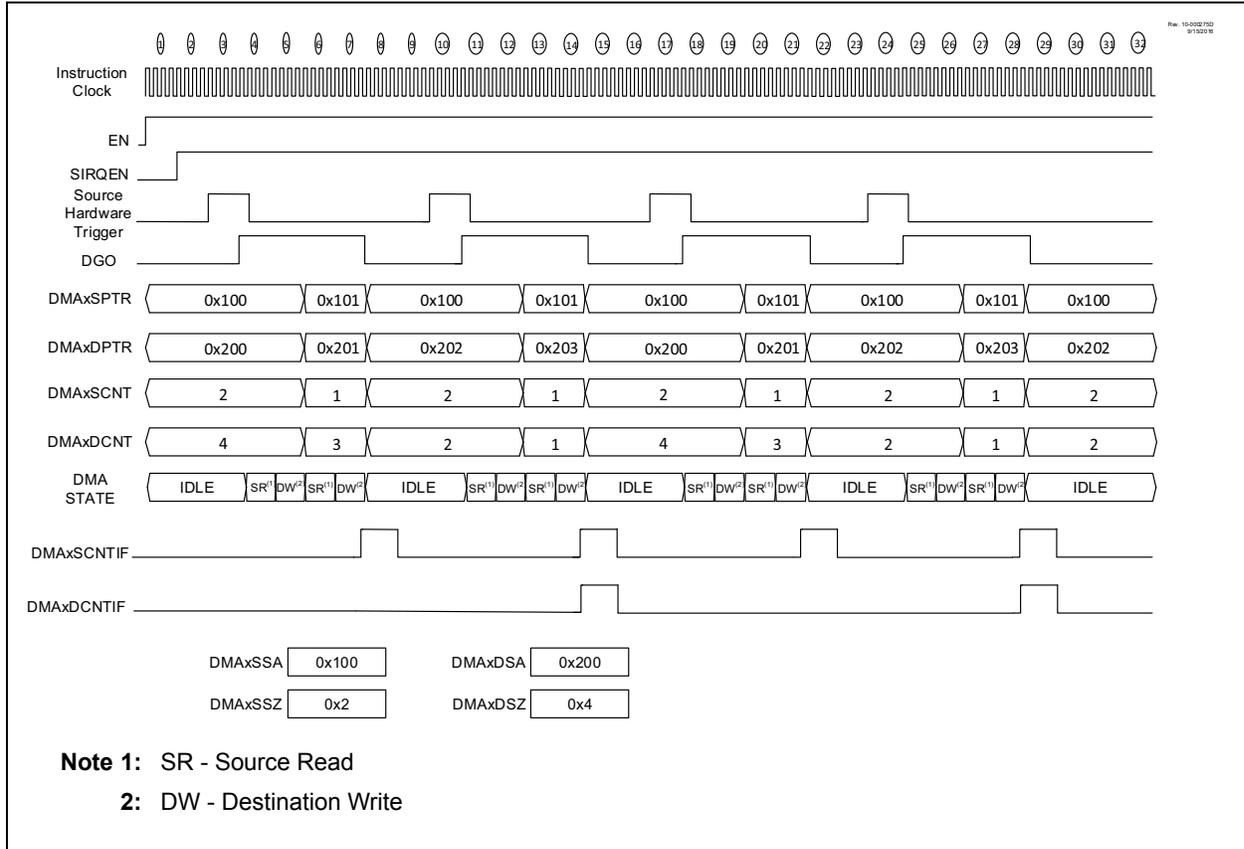 Rev. 10-000275D
9/15/2016
1 2 3 4 5 6 7 8 9 10 11 12 13 14 15 16 17 18 19 20 21 22 23 24 25 26 27 28 29 30 31 32
Instruction
Clock
EN
SIRQEN
Source
Hardware
Trigger
DGO
DMAxSPTR 0x100 0x101 0x100 0x101 0x100 0x101 0x100 0x101 0x100
DMAxDPTR 0x200 0x201 0x202 0x203 0x200 0x201 0x202 0x203 0x202
DMAxSCNT 2 1 2 1 2 1 2 1 2
DMAxDCNT 4 3 2 1 4 3 2 1 2
DMA
STATE
IDLE SR(1) DW(2) SR(1) DW(2) IDLE SR(1) DW(2) SR(1) DW(2) IDLE SR(1) DW(2) SR(1) DW(2) IDLE SR(1) DW(2) SR(1) DW(2) IDLE
DMAxSCNTIF
DMAxDCNTIF
DMAxSSA 0x100 DMAxDSA 0x200
DMAxSSZ 0x2 DMAxDSZ 0x4
Note 1: SR - Source Read
2: DW - Destination Write